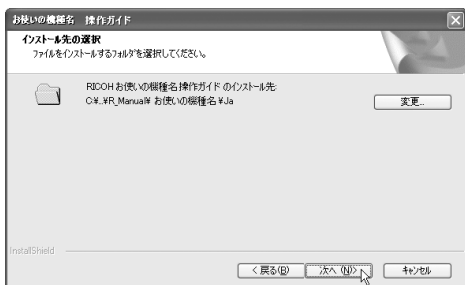 お使いの機種名 操作ガイド
インストール先の選択
ファイルをインストールするフォルダを選択してください。
RICOH お使いの機種名 操作ガイド のインストール先:
C:¥...¥R_Manual¥ お使いの機種名 ¥Ja
変更...
InstallShield
< 戻る(B)
次へ (N)>
キャンセル